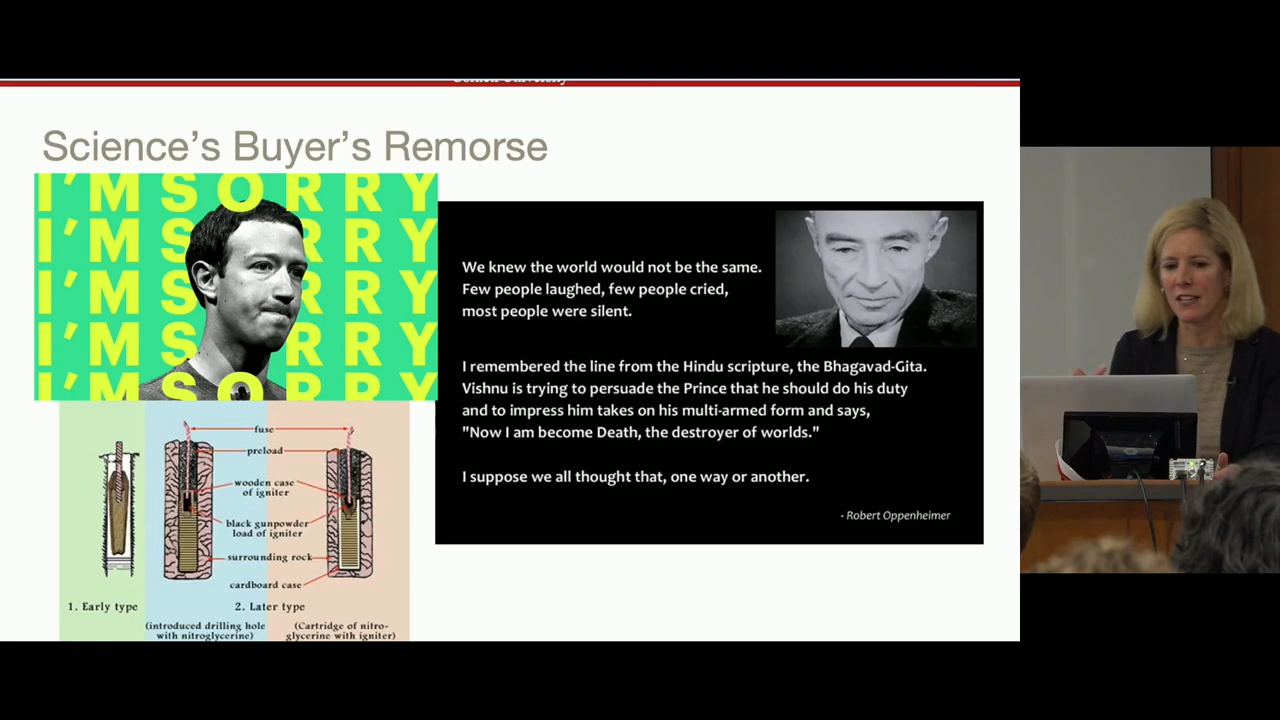 Science's Buyer's Remorse
I'M SORRY
I'M SORRY
I'M SORRY
I'M SORRY
I'M SORRY
We knew the world would not be the same.
Few people laughed, few people cried,
most people were silent.
I remembered the line from the Hindu scripture, the Bhagavad-Gita.
Vishnu is trying to persuade the Prince that he should do his duty
and to impress him takes on his multi-armed form and says,
"Now I am become Death, the destroyer of worlds."
I suppose we all thought that, one way or another.
- Robert Oppenheimer
fuse
preload
wooden case
of igniter
black gunpowder
load of igniter
surrounding rock
cardboard case
1. Early type
2. Later type
(introduced drilling hole
with nitroglycerine)
(Cartridge of nitro-
glycerine with igniter)